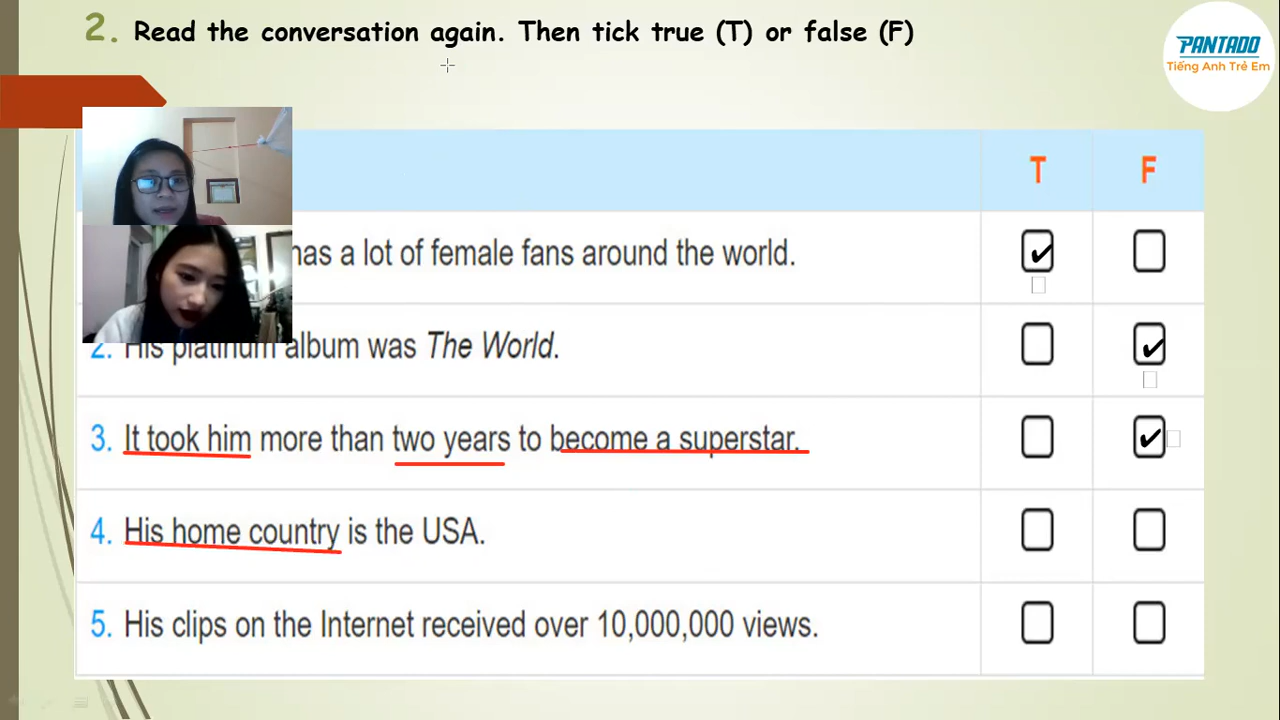 2. Read the conversation again. Then tick true (T) or false (F)
PANTADO
Tiếng Anh Trẻ Em
T F
has a lot of female fans around the world.
2. His platinum album was The World.
3. It took him more than two years to become a superstar.
4. His home country is the USA.
5. His clips on the Internet received over 10,000,000 views.